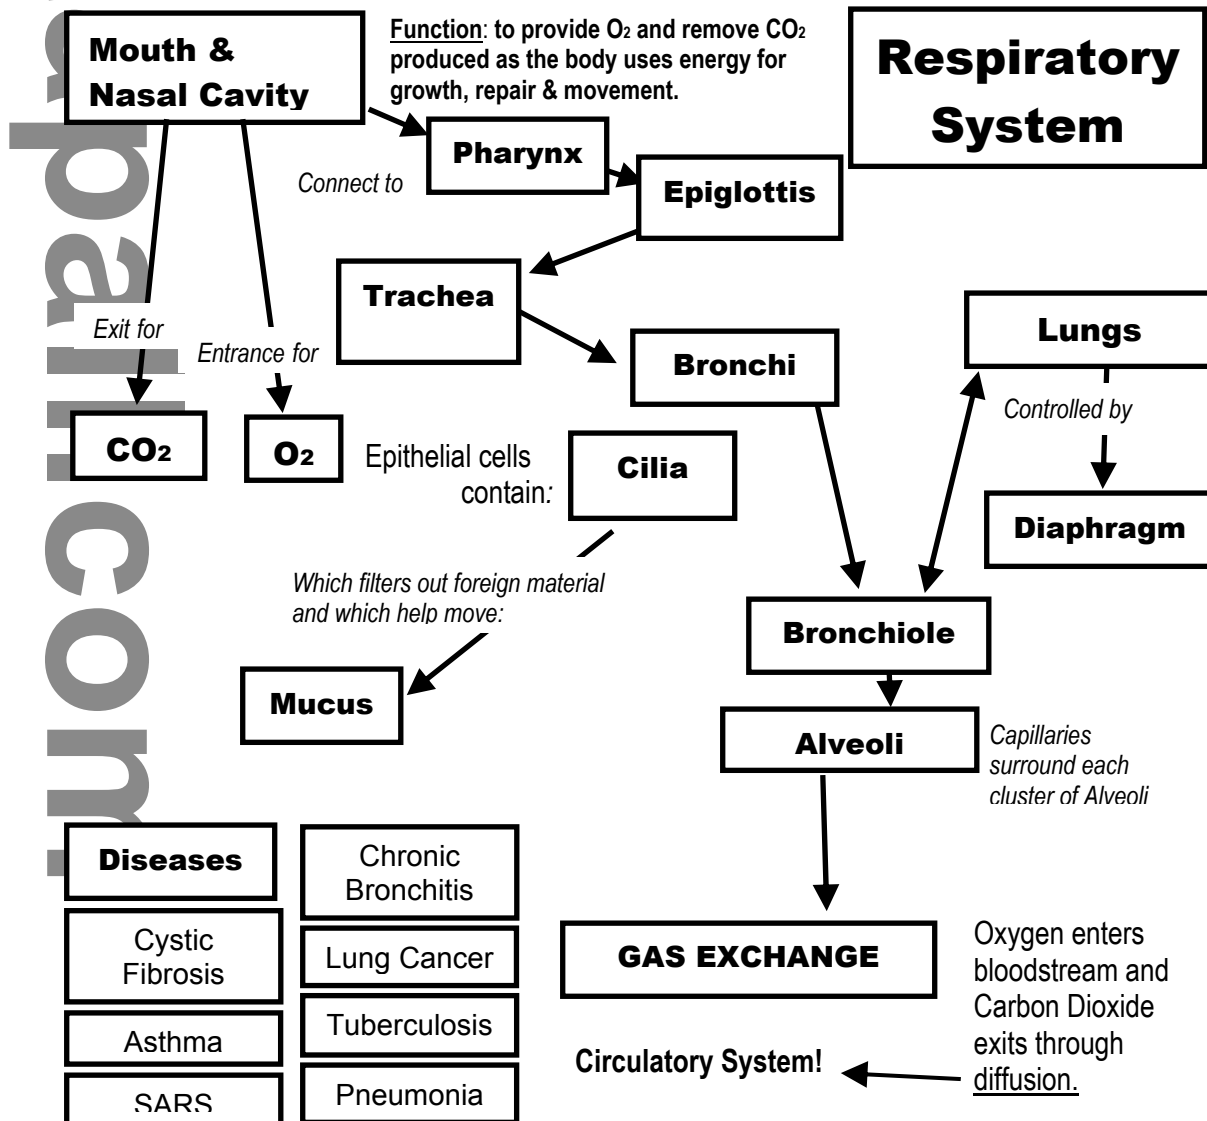 Mouth &
Nasal Cavity
Function: to provide O2 and remove CO2
produced as the body uses energy for
growth, repair & movement.
Respiratory
System
Pharynx
Connect to
Epiglottis
Trachea
Lungs
Exit for
Entrance for
Bronchi
Controlled by
CO2
O2
Epithelial cells
contain:
Cilia
Diaphragm
Which filters out foreign material
and which help move:
Bronchiole
Mucus
Alveoli
Capillaries
surround each
cluster of Alveoli
Diseases
Chronic
Bronchitis
Cystic
Fibrosis
Lung Cancer
GAS EXCHANGE
Oxygen enters
bloodstream and
Carbon Dioxide
exits through
diffusion.
Asthma
Tuberculosis
Circulatory System!
SARS
Pneumonia
com